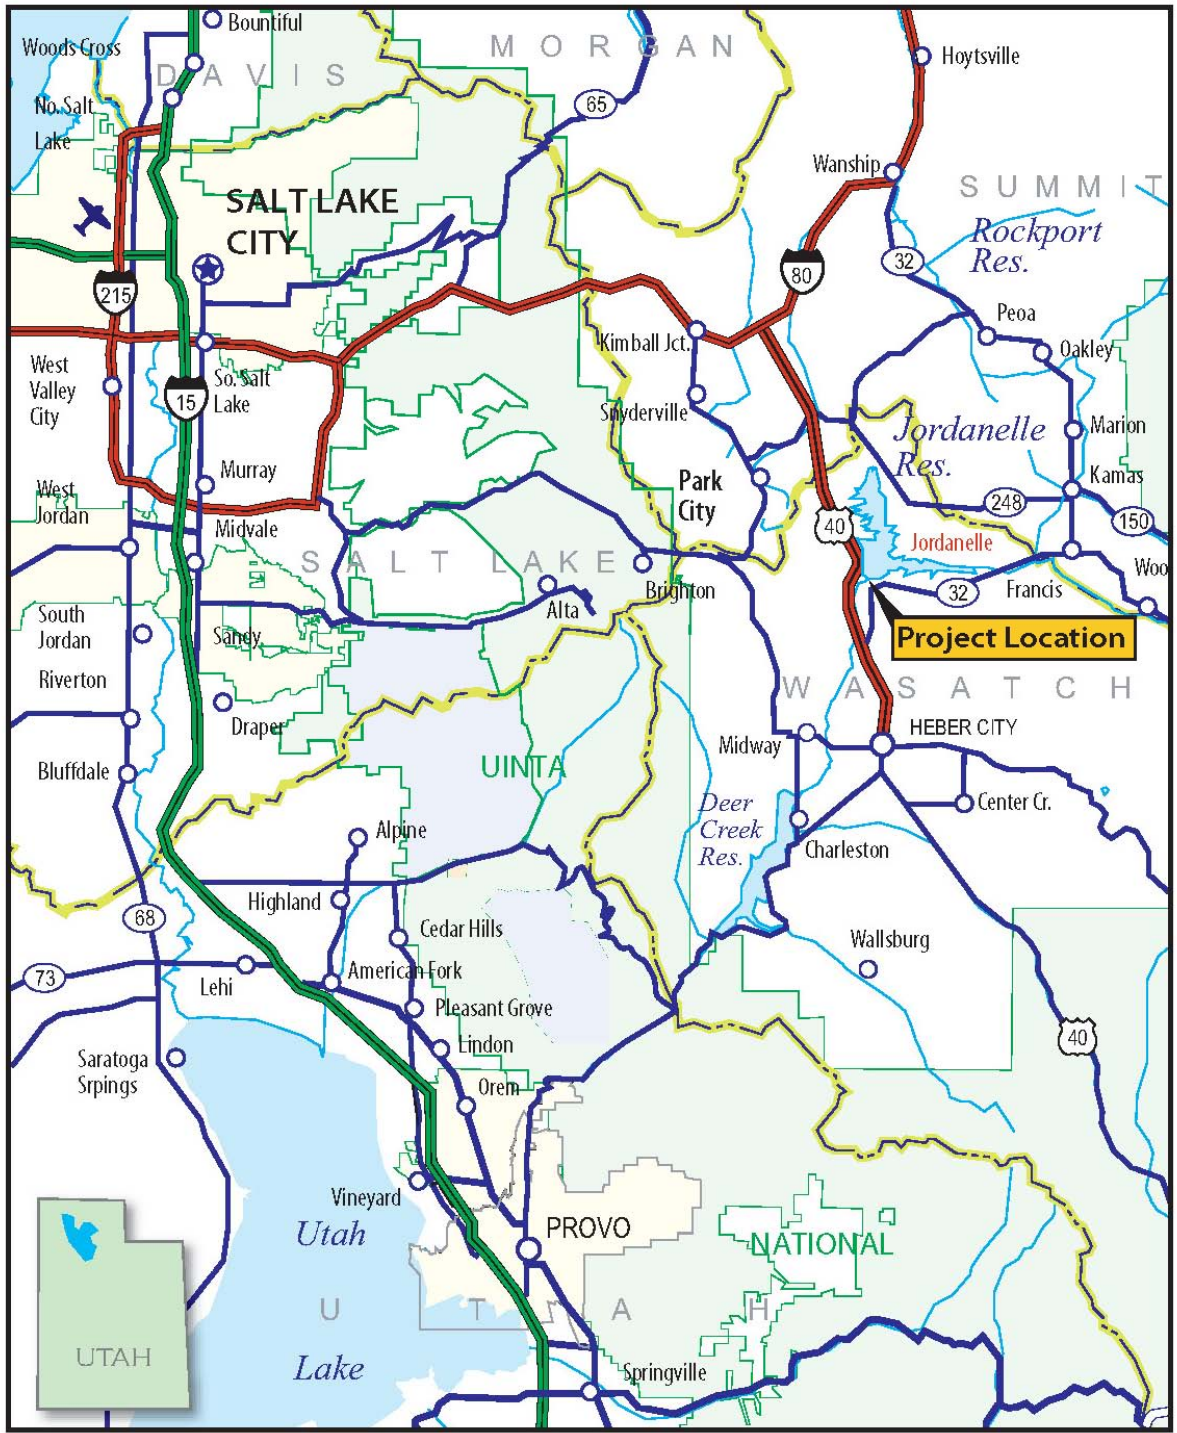 Bountiful
Woods Cross
MORGAN
Hoytsville
DAVIS
No. Salt
Lake
65
Wanship
SUMMIT
SALT LAKE
CITY
Rockport
Res.
32
80
215
Peoa
Kimball Jct.
Oakley
West
Valley
City
15
So. Salt
Lake
Snyderville
Jordanelle
Res.
Marion
Murray
Park
City
Kamas
West
Jordan
248
150
Midvale
40
Jordanelle
SALT LAKE
Brighton
Woo
Alta
32
Francis
South
Jordan
Sandy
Project Location
Riverton
WASATCH
Draper
Midway
HEBER CITY
Bluffdale
UINTA
Deer
Creek
Res.
Center Cr.
Alpine
Charleston
Highland
68
Cedar Hills
Wallsburg
73
Lehi
American Fork
Pleasant Grove
40
Lindon
Saratoga
Srpings
Orem
Vineyard
Utah
PROVO
NATIONAL
UTAH
UTAH
Lake
Springville